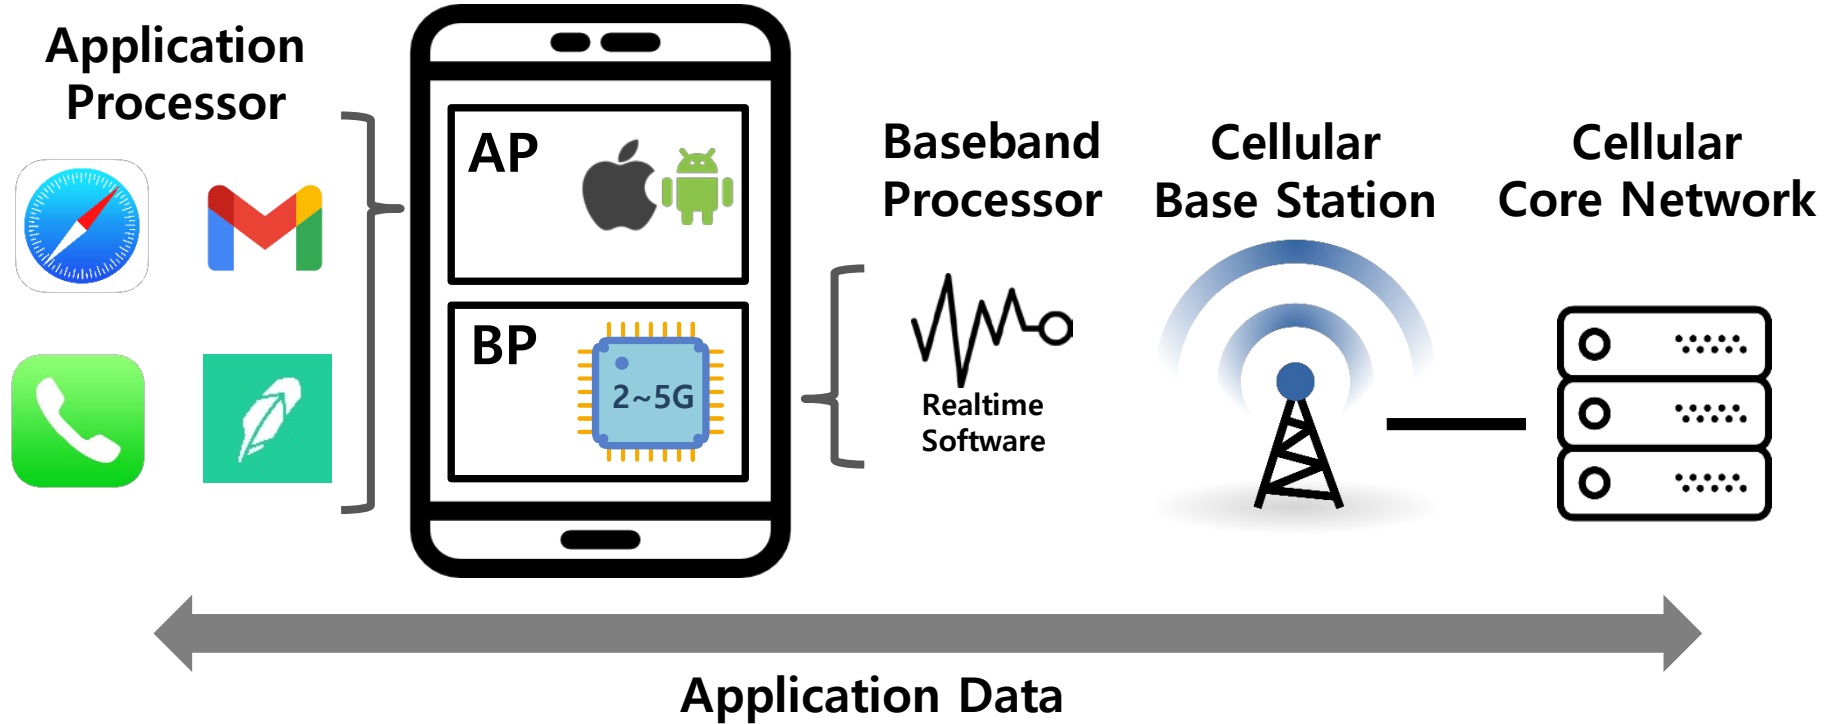 Application
Processor
AP
BP
2~5G
Baseband
Processor
Realtime
Software
Cellular
Base Station
Cellular
Core Network
Application Data